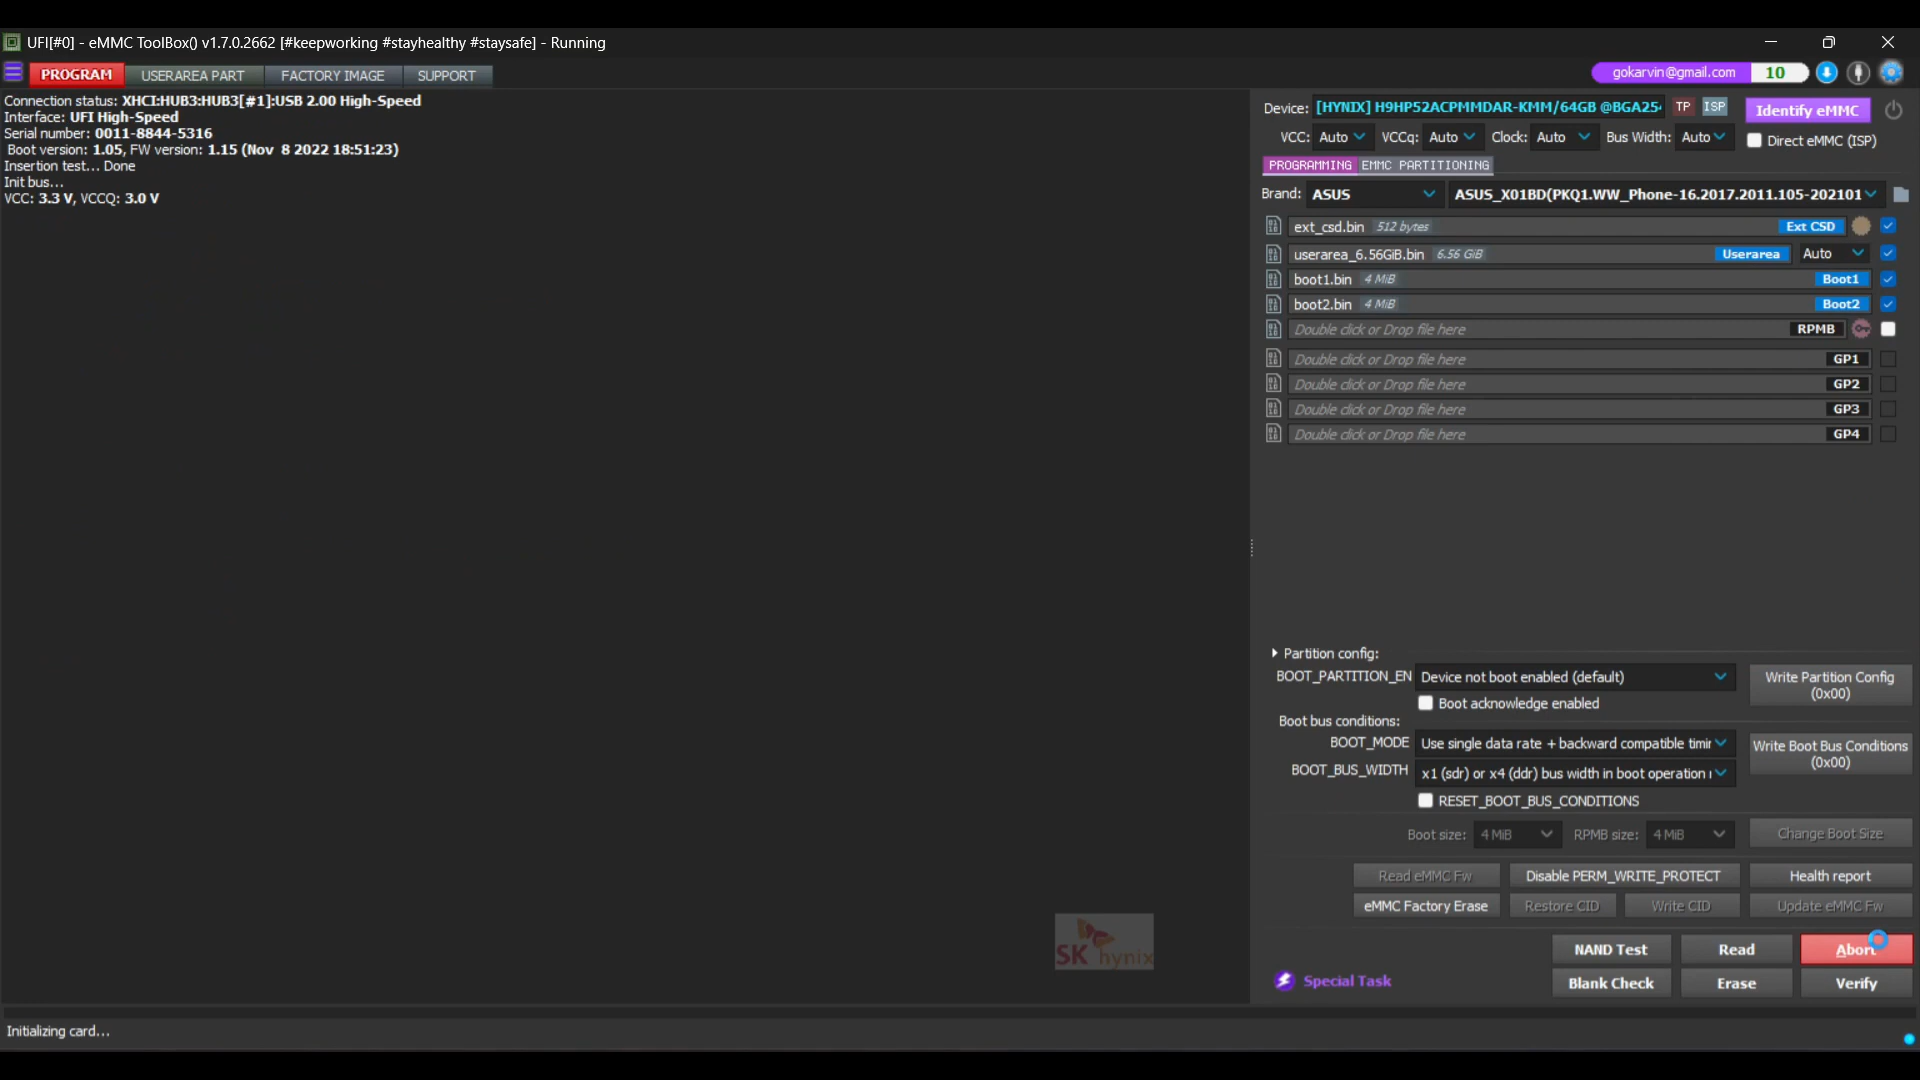 UFI[#0] - eMMC ToolBox() v1.7.0.2662 [#keepworking #stayhealthy #staysafe] - Running
PROGRAM USERAREA PART FACTORY IMAGE SUPPORT gokarvin@gmail.com 10
Connection status: XHCI:HUB3:HUB3[#1]:USB 2.00 High-Speed
Interface: UFI High-Speed
Serial number: 0011-8844-5316
Boot version: 1.05, FW version: 1.15 (Nov 8 2022 18:51:23)
Insertion test... Done
Init bus...
VCC: 3.3 V, VCCQ: 3.0 V
Device: [HYNIX] H9HP52ACPMMDAR-KMM/64GB @BGA254 TP ISP Identify eMMC
VCC: Auto VCCq: Auto Clock: Auto Bus Width: Auto Direct eMMC (ISP)
PROGRAMMING EMMC PARTITIONING
Brand: ASUS ASUS_X01BD(PKQ1.WW_Phone-16.2017.2011.105-202101
ext_csd.bin 512 bytes Ext CSD
userarea_6.56GiB.bin 6.56 GiB Userarea Auto
boot1.bin 4 MiB Boot1
boot2.bin 4 MiB Boot2
Double click or Drop file here RPMB
Double click or Drop file here GP1
Double click or Drop file here GP2
Double click or Drop file here GP3
Double click or Drop file here GP4
Partition config:
BOOT_PARTITION_EN Device not boot enabled (default) Write Partition Config (0x00)
Boot acknowledge enabled
Boot bus conditions:
BOOT_MODE Use single data rate + backward compatible timir Write Boot Bus Conditions (0x00)
BOOT_BUS_WIDTH x1 (sdr) or x4 (ddr) bus width in boot operation
RESET_BOOT_BUS_CONDITIONS
Boot size: 4 MiB RPMB size: 4 MiB Change Boot Size
Read eMMC Fw Disable PERM_WRITE_PROTECT Health report
eMMC Factory Erase Restore CID Write CID Update eMMC Fw
NAND Test Read Abort
Special Task Blank Check Erase Verify
SK hynix
Initializing card...